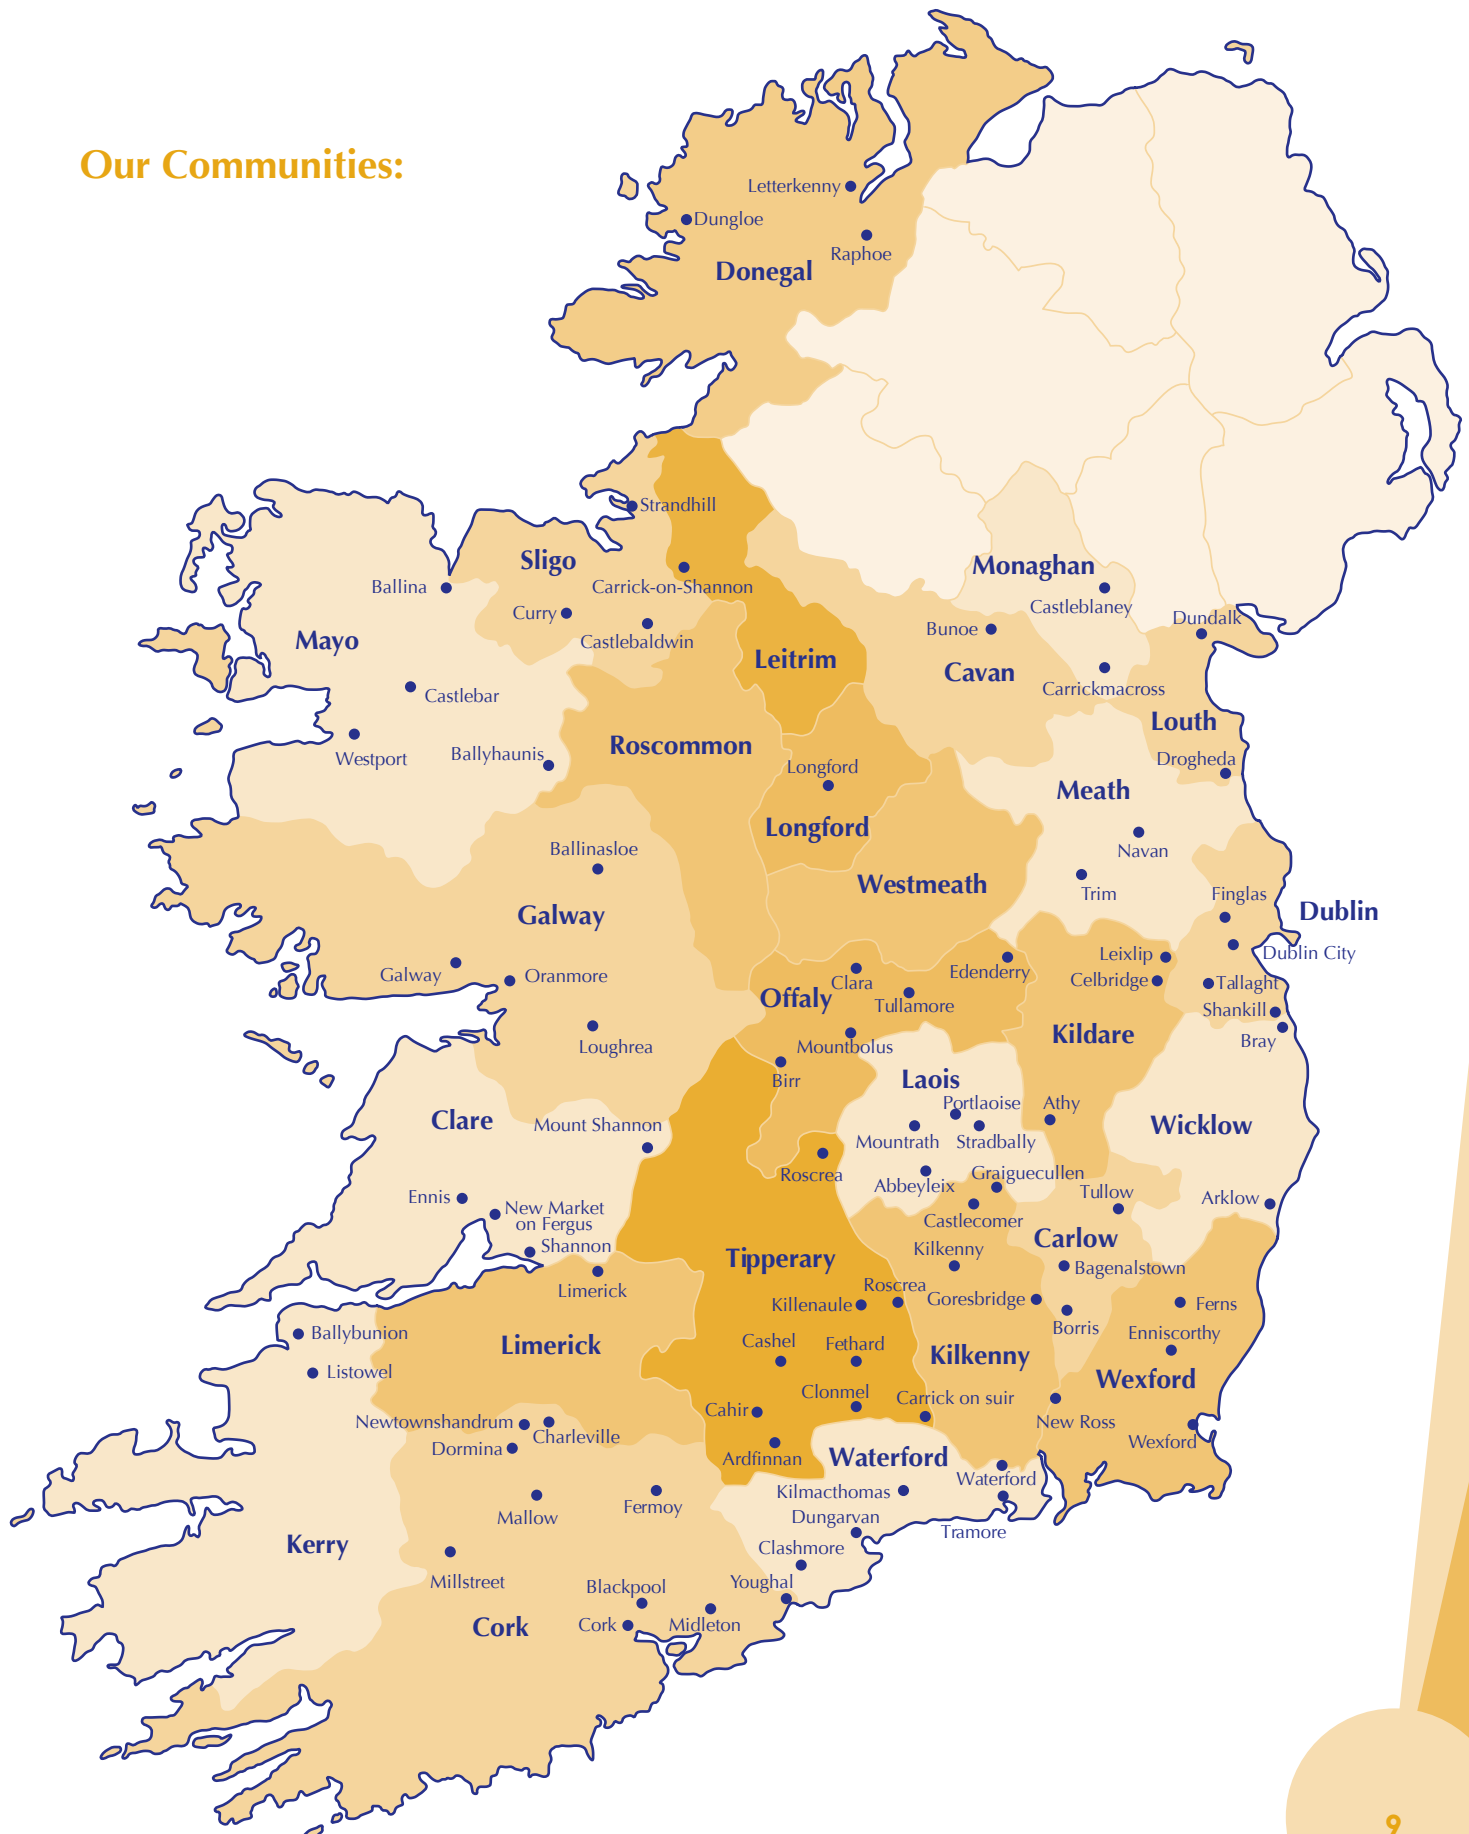 Our Communities:
Letterkenny
Dungloe
Raphoe
Donegal
Strandhill
Sligo
Monaghan
Ballina
Carrick-on-Shannon
Castleblaney
Curry
Dundalk
Bunoe
Mayo
Castlebaldwin
Leitrim
Cavan
Carrickmacross
Castlebar
Louth
Roscommon
Westport
Ballyhaunis
Longford
Drogheda
Meath
Longford
Ballinasloe
Navan
Westmeath
Trim
Finglas
Galway
Dublin
Leixlip
Dublin City
Galway
Oranmore
Clara
Edenderry
Celbridge
Tallaght
Offaly
Tullamore
Shankill
Kildare
Loughrea
Mountbolus
Bray
Birr
Laois
Portlaoise
Athy
Clare
Mount Shannon
Wicklow
Mountrath
Stradbally
Roscrea
Graiguecullen
Abbeyleix
Tullow
Ennis
Arklow
New Market
on Fergus
Castlecomer
Shannon
Carlow
Kilkenny
Tipperary
Bagenalstown
Limerick
Roscrea
Killenaule
Goresbridge
Ferns
Ballybunion
Borris
Enniscorthy
Limerick
Cashel
Fethard
Kilkenny
Listowel
Wexford
Clonmel
Carrick on suir
Cahir
Newtownshandrum
New Ross
Charleville
Wexford
Dormina
Ardfinnan
Waterford
Waterford
Kilmacthomas
Fermoy
Mallow
Dungarvan
Tramore
Kerry
Clashmore
Millstreet
Youghal
Blackpool
Cork
Cork
Midleton
9